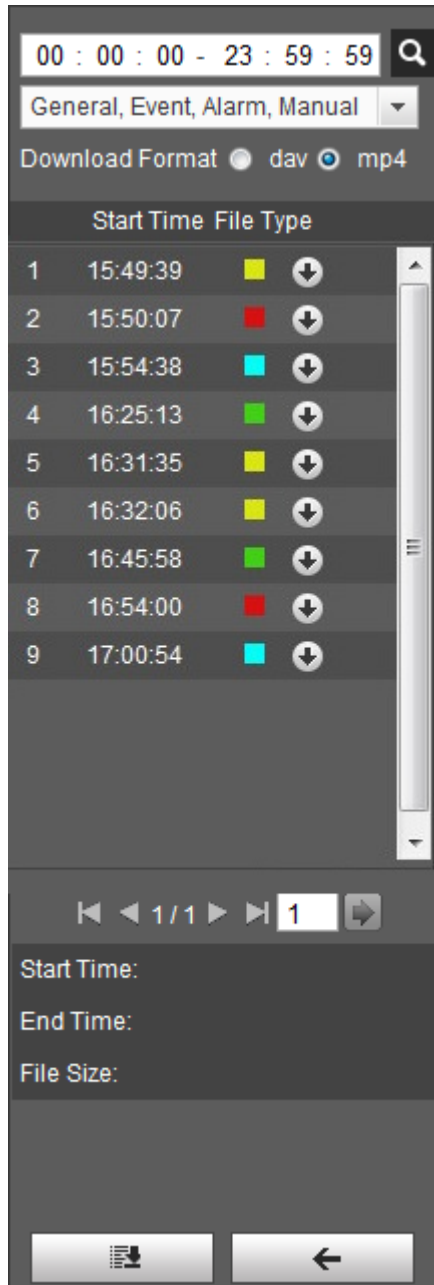 00 : 00 : 00 - 23 : 59 : 59
General, Event, Alarm, Manual
Download Format dav mp4
Start Time File Type
1 15:49:39
2 15:50:07
3 15:54:38
4 16:25:13
5 16:31:35
6 16:32:06
7 16:45:58
8 16:54:00
9 17:00:54
1 / 1 1
Start Time:
End Time:
File Size: